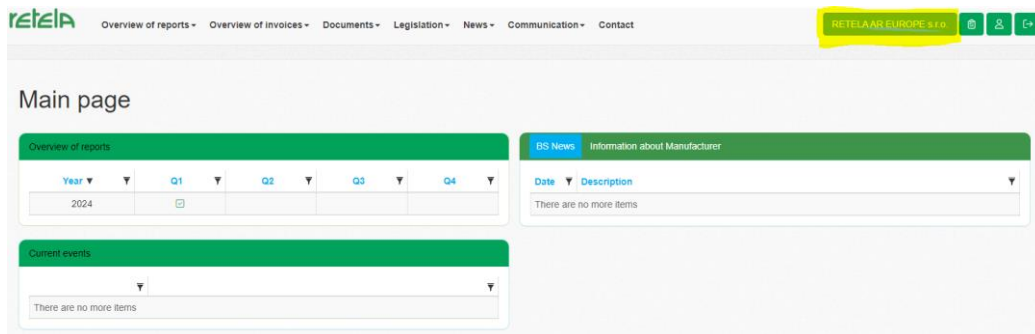 retela
Overview of reports Overview of invoices Documents Legislation News Communication Contact
RETELA AR EUROPE s.r.o.
Main page
Overview of reports
Year Q1 Q2 Q3 Q4
2024
BS News Information about Manufacturer
Date Description
There are no more items
Current events
There are no more items